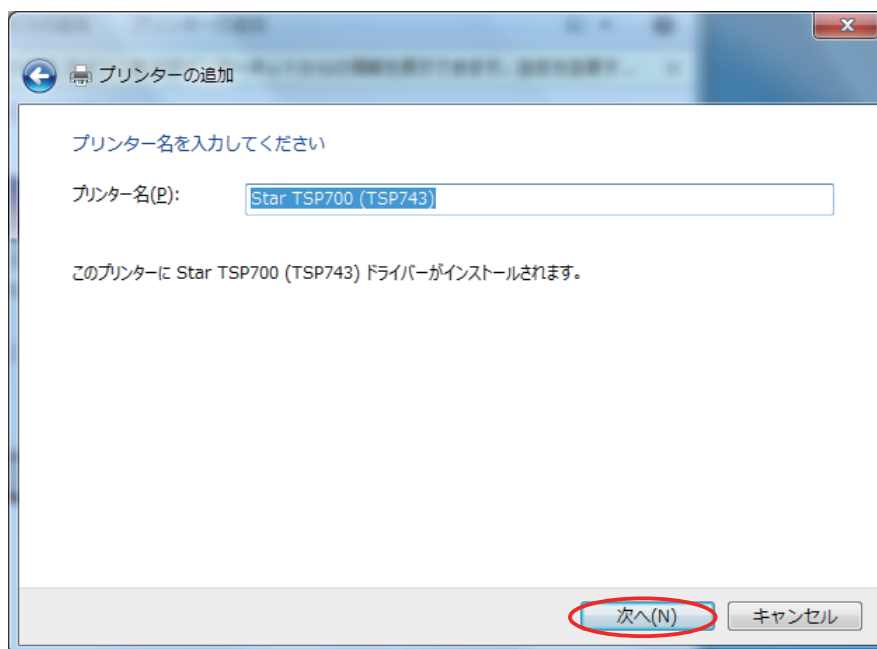 プリンターの追加
プリンター名を入力してください
プリンター名(P):
Star TSP700 (TSP743)
このプリンターに Star TSP700 (TSP743) ドライバーがインストールされます。
次へ(N)
キャンセル